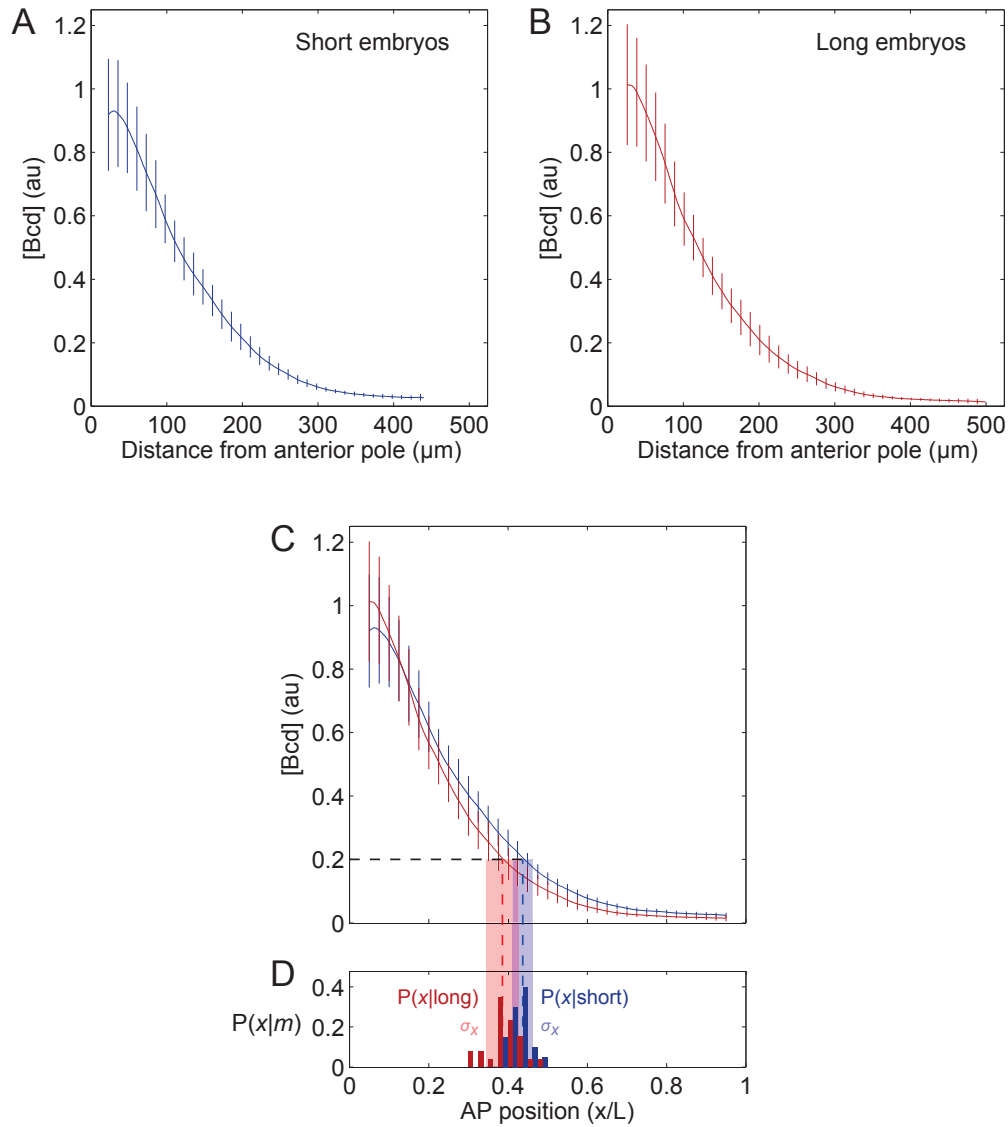 A
Short embryos
1.2
1
0.8
0.6
0.4
0.2
0
[Bcd] (au)
0 100 200 300 400 500
Distance from anterior pole (μm)
B
Long embryos
1.2
1
0.8
0.6
0.4
0.2
0
[Bcd] (au)
0 100 200 300 400 500
Distance from anterior pole (μm)
C
1.2
1
0.8
0.6
0.4
0.2
0
[Bcd] (au)
D
0.4
0.2
0
P(x|m)
P(x|long)
σx
P(x|short)
σx
0 0.2 0.4 0.6 0.8 1
AP position (x/L)